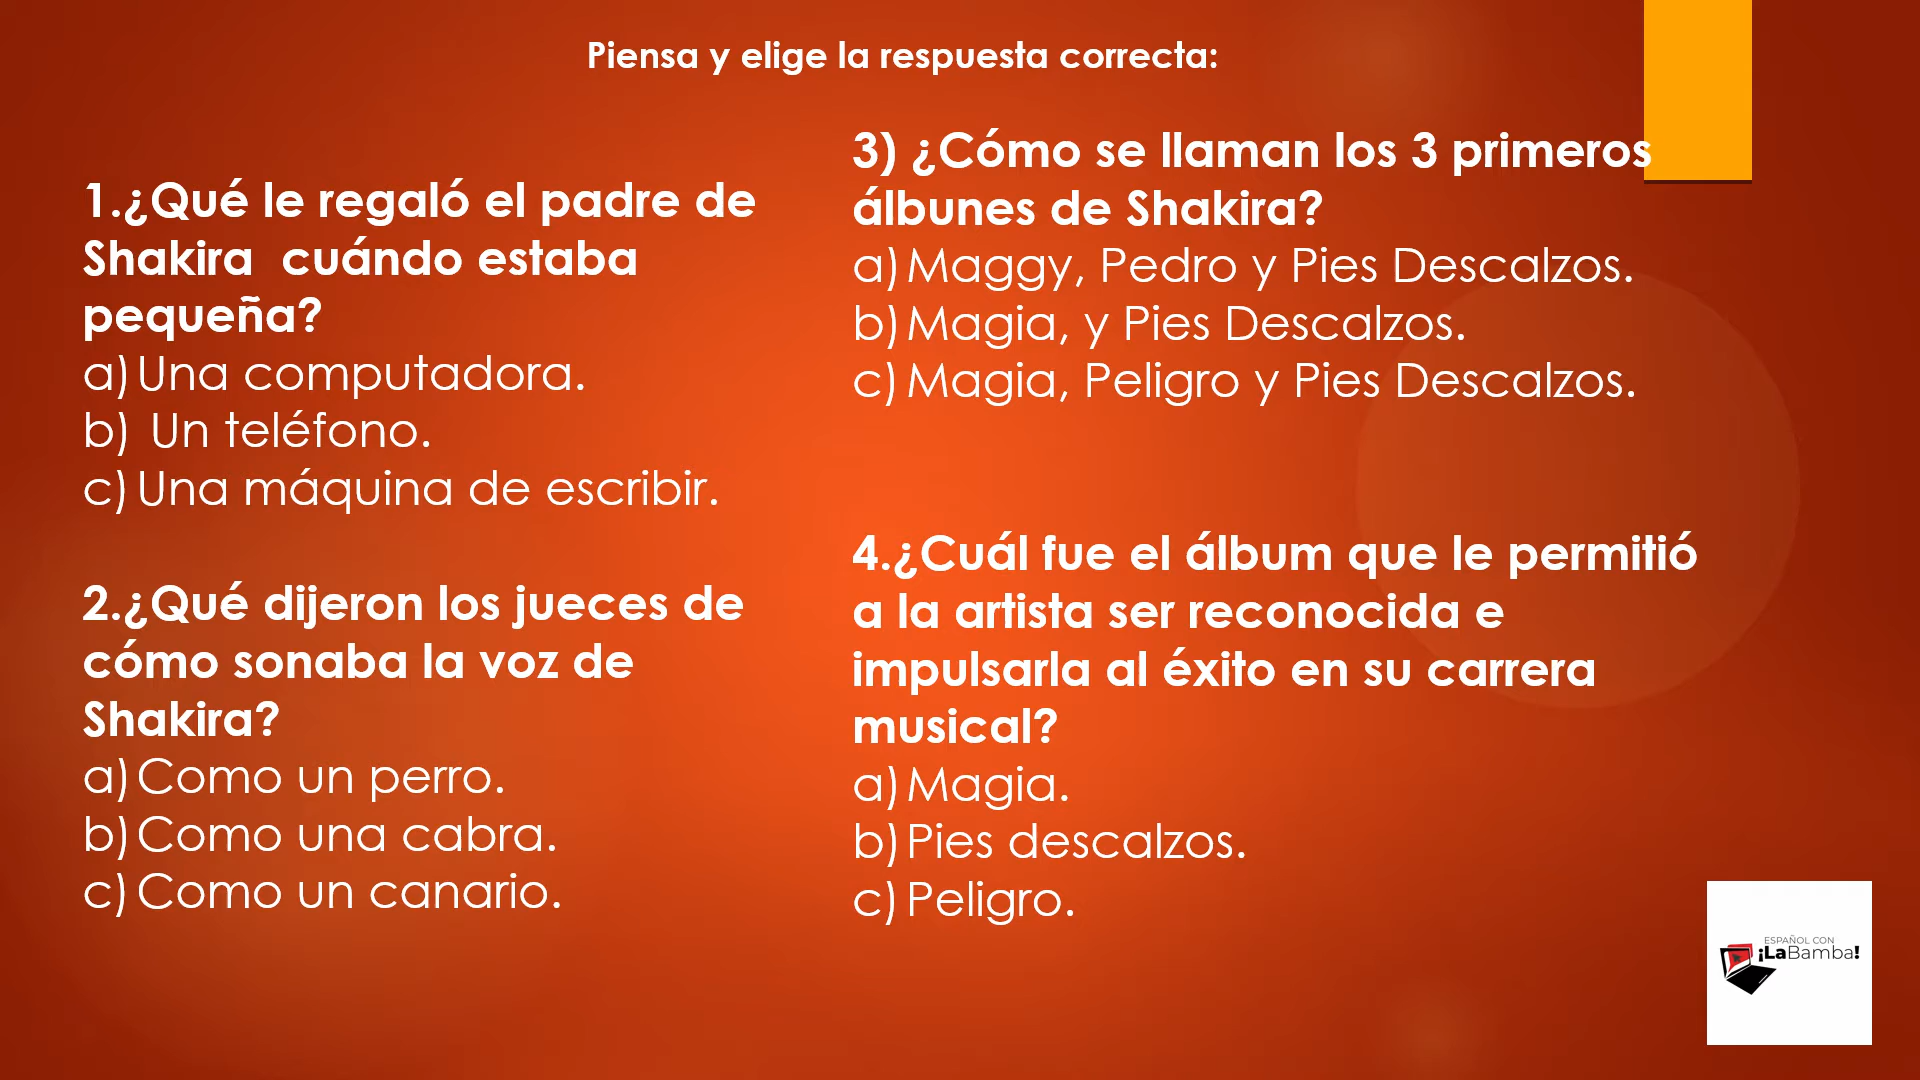 Piensa y elige la respuesta correcta:
1.¿Qué le regaló el padre de
Shakira  cuándo estaba
pequeña?
a) Una computadora.
b)  Un teléfono.
c) Una máquina de escribir.
2.¿Qué dijeron los jueces de
cómo sonaba la voz de
Shakira?
a) Como un perro.
b) Como una cabra.
c) Como un canario.
3) ¿Cómo se llaman los 3 primeros
álbunes de Shakira?
a) Maggy, Pedro y Pies Descalzos.
b) Magia, y Pies Descalzos.
c) Magia, Peligro y Pies Descalzos.
4.¿Cuál fue el álbum que le permitió
a la artista ser reconocida e
impulsarla al éxito en su carrera
musical?
a) Magia.
b) Pies descalzos.
c) Peligro.
ESPAÑOL CON
¡LaBamba!